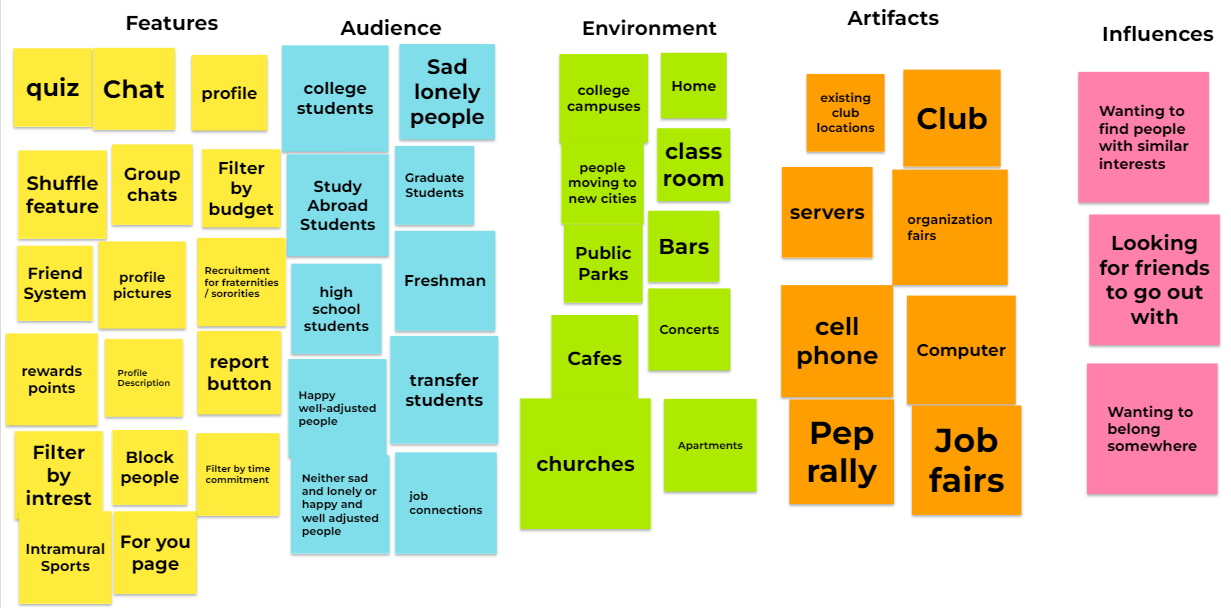 Features
quiz
Chat
profile
Shuffle
feature
Group
chats
Filter
by
budget
Friend
System
profile
pictures
Recruitment
for fraternities
/ sororities
rewards
points
Profile
Description
report
button
Filter
by
intrest
Block
people
Filter by time
commitment
Intramural
Sports
For you
page
Audience
college
students
Sad
lonely
people
Study
Abroad
Students
Graduate
Students
high
school
students
Freshman
Happy
well-adjusted
people
transfer
students
Neither sad
and lonely or
happy and
well adjusted
people
job
connections
Environment
college
campuses
Home
people
moving to
new cities
class
room
Public
Parks
Bars
Cafes
Concerts
churches
Apartments
Artifacts
existing
club
locations
Club
servers
organization
fairs
cell
phone
Computer
Pep
rally
Job
fairs
Influences
Wanting to
find people
with similar
interests
Looking
for friends
to go out
with
Wanting to
belong
somewhere